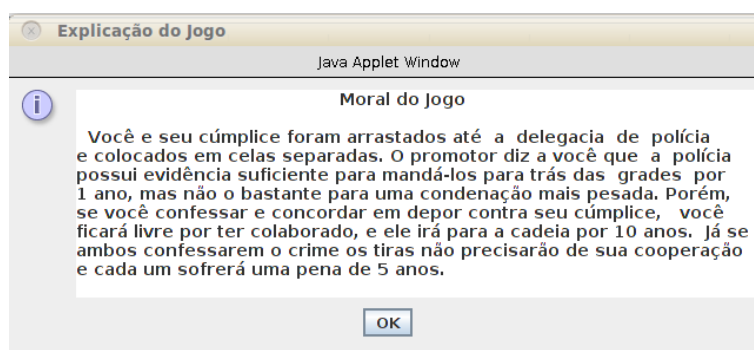 Explicação do Jogo
Java Applet Window
Moral do Jogo
Você e seu cúmplice foram arrastados até a delegacia de polícia
e colocados em celas separadas. O promotor diz a você que a polícia
possui evidência suficiente para mandá-los para trás das grades por
1 ano, mas não o bastante para uma condenação mais pesada. Porém,
se você confessar e concordar em depor contra seu cúmplice, você
ficará livre por ter colaborado, e ele irá para a cadeia por 10 anos. Já se
ambos confessarem o crime os tiras não precisarão de sua cooperação
e cada um sofrerá uma pena de 5 anos.
OK